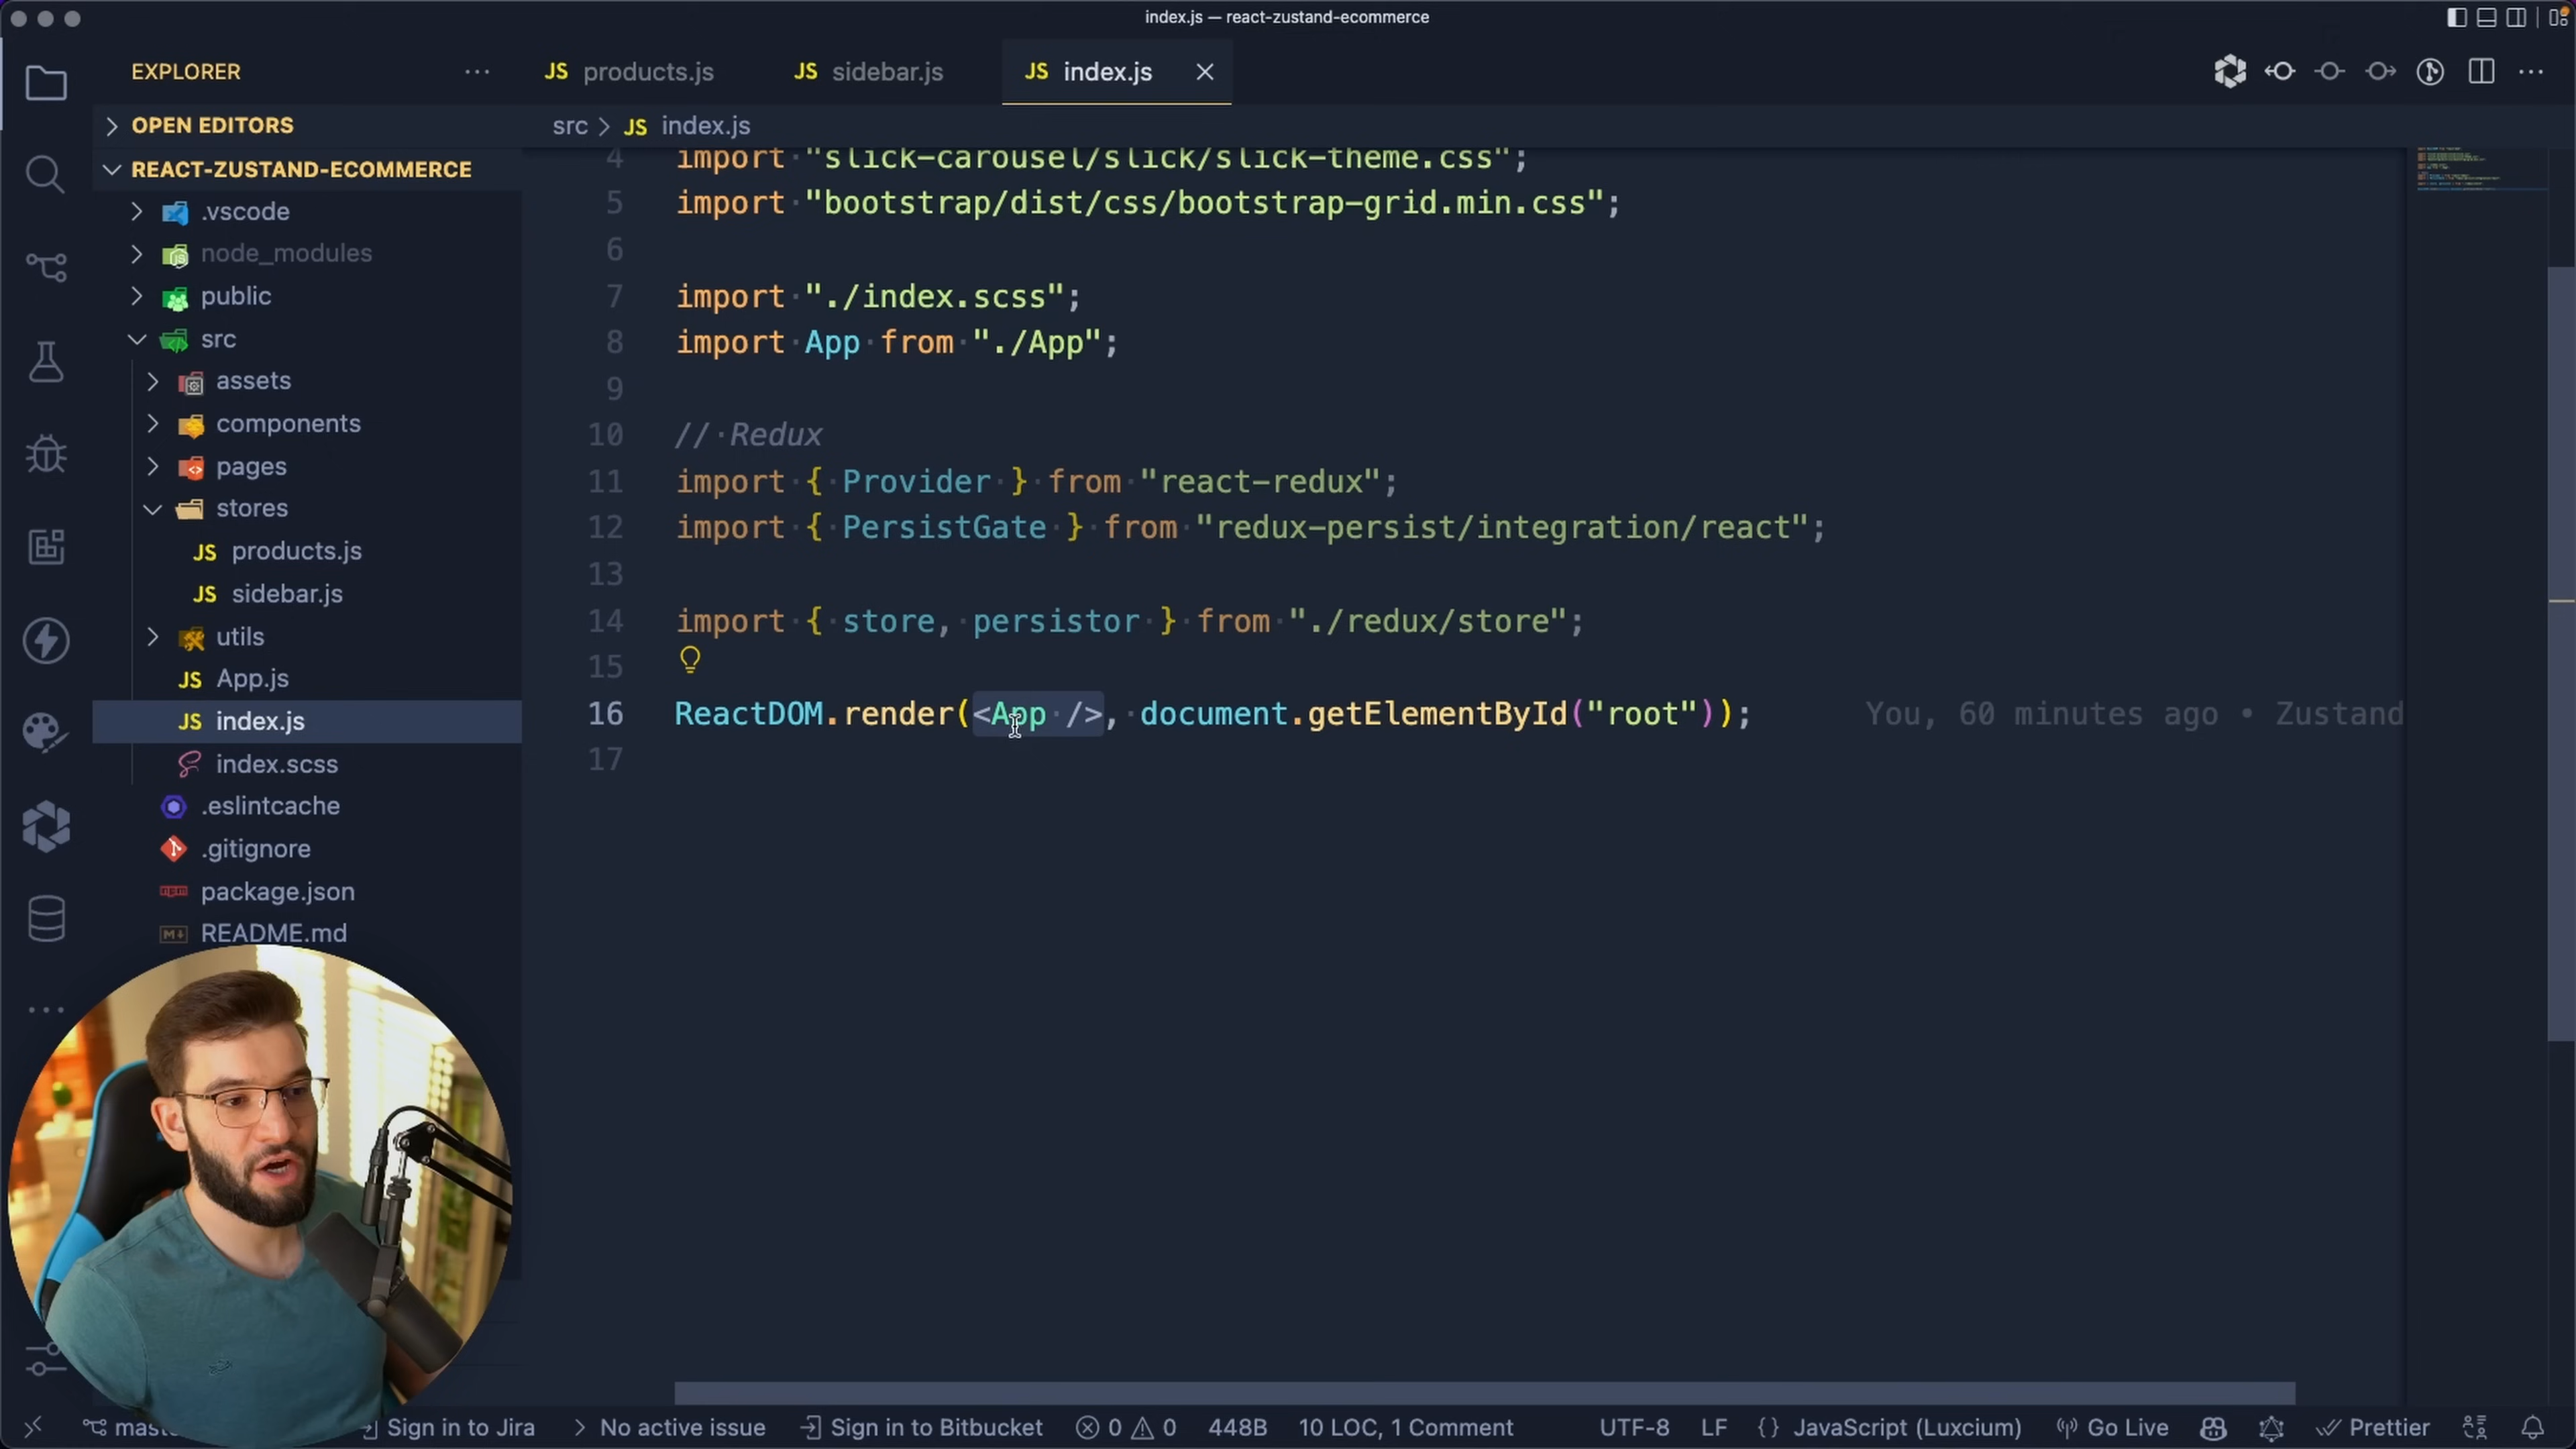 index.js — react-zustand-ecommerce
EXPLORER
JS products.js
JS sidebar.js
JS index.js
OPEN EDITORS
src > JS index.js
REACT-ZUSTAND-ECOMMERCE
.vscode
node_modules
public
src
assets
components
pages
stores
JS products.js
JS sidebar.js
utils
JS App.js
JS index.js
index.scss
.eslintcache
.gitignore
package.json
README.md
4 import "slick-carousel/slick/slick-theme.css";
5 import "bootstrap/dist/css/bootstrap-grid.min.css";
6
7 import "./index.scss";
8 import App from "./App";
9
10 // Redux
11 import { Provider } from "react-redux";
12 import { PersistGate } from "redux-persist/integration/react";
13
14 import { store, persistor } from "./redux/store";
15
16 ReactDOM.render(<App />, document.getElementById("root")); You, 60 minutes ago • Zustand
17
mast Sign in to Jira No active issue Sign in to Bitbucket 0 0 448B 10 LOC, 1 Comment UTF-8 LF {} JavaScript (Luxcium) Go Live Prettier